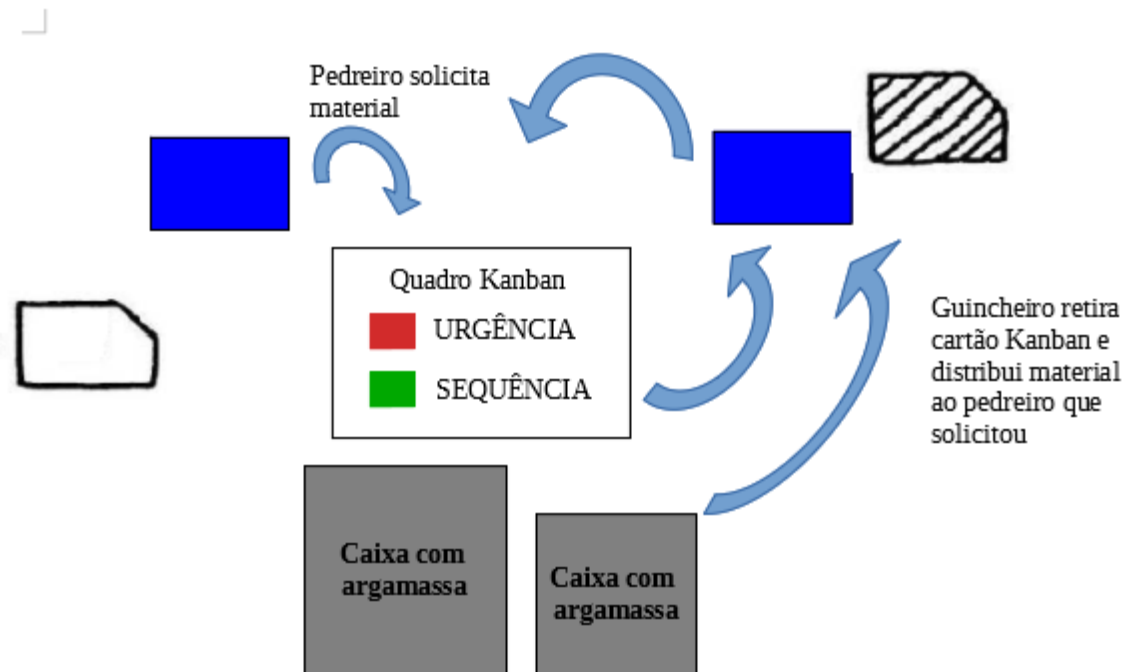 Pedreiro solicita
material
Quadro Kanban
URGÊNCIA
SEQUÊNCIA
Guincheiro retira
cartão Kanban e
distribui material
ao pedreiro que
solicitou
Caixa com
argamassa
Caixa com
argamassa